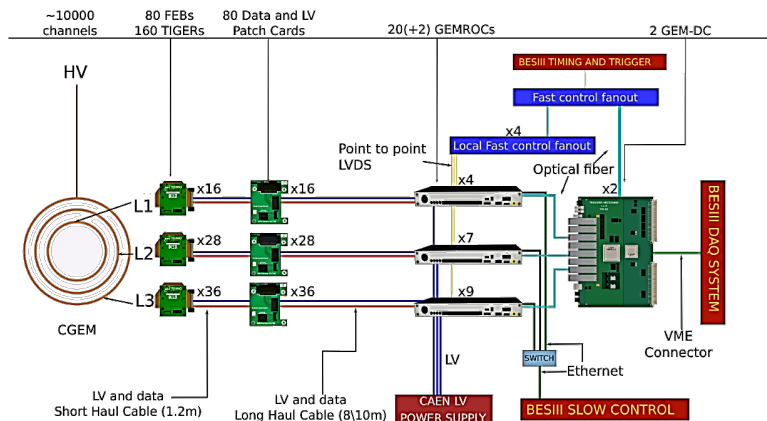 ~10000
channels
80 FEBs
160 TIGERs
80 Data and LV
Patch Cards
20(+2) GEMROCs
2 GEM-DC
HV
BESIII TIMING AND TRIGGER
Fast control fanout
x4
Local Fast control fanout
Point to point
LVDS
Optical fiber
L1
x16
x16
x4
x2
L2
x28
x28
x7
L3
x36
x36
x9
CGEM
BESIII DAQ SYSTEM
VME
Connector
LV
SWITCH
Ethernet
LV and data
Short Haul Cable (1.2m)
LV and data
Long Haul Cable (8\10m)
CAEN LV
POWER SUPPLY
BESIII SLOW CONTROL